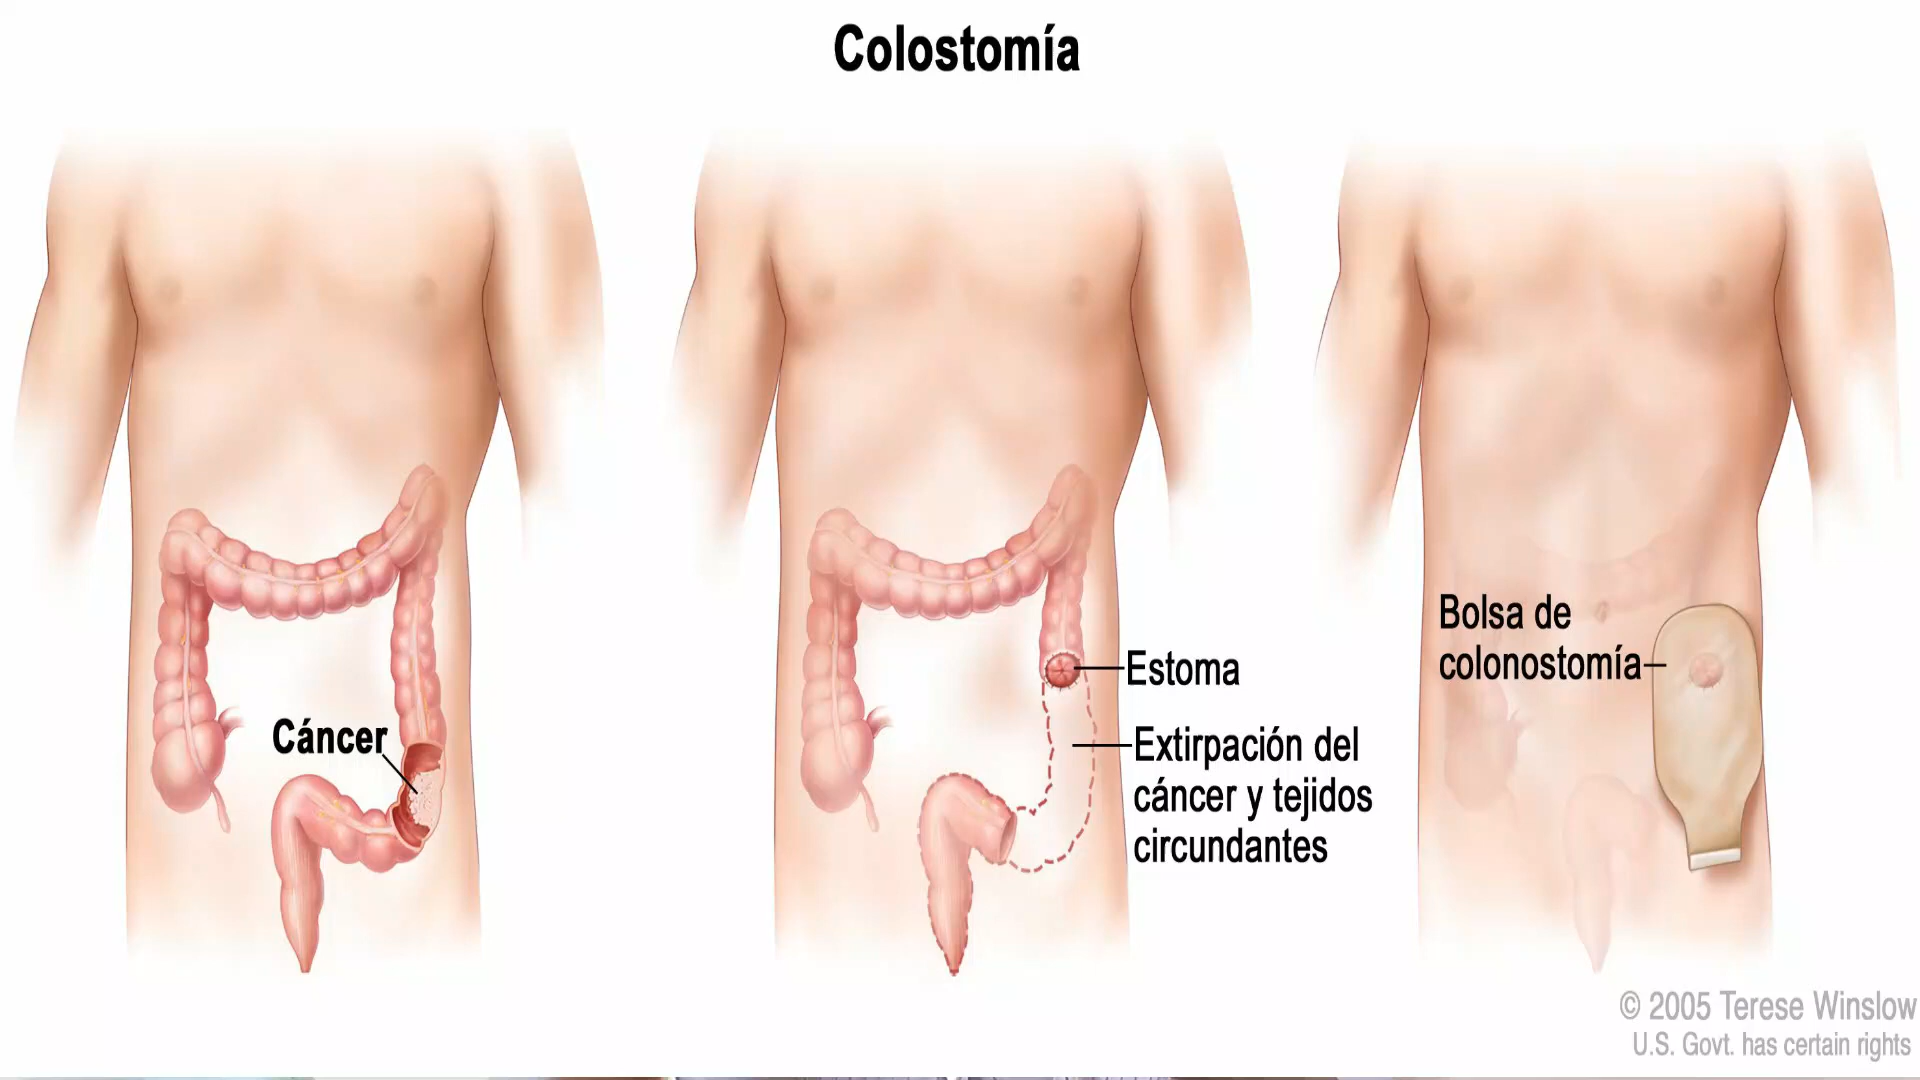 Colostomía
Cáncer
Estoma
Extirpación del
cáncer y tejidos
circundantes
Bolsa de
colonostomía
© 2005 Terese Winslow
U.S. Govt. has certain rights